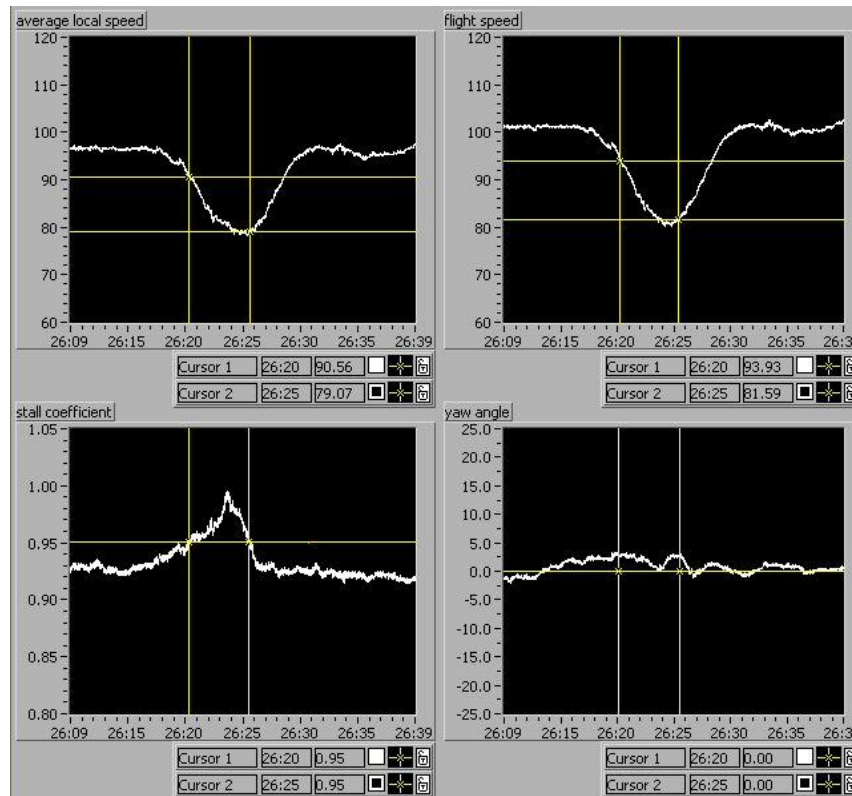 average local speed
120
110
100
90
80
70
60
26:09 26:15 26:20 26:25 26:30 26:39
Cursor 1 26:20 90.56
Cursor 2 26:25 79.07
flight speed
120
110
100
90
80
70
60
26:09 26:15 26:20 26:25 26:30 26:3
Cursor 1 26:20 93.93
Cursor 2 26:25 81.59
stall coefficient
1.05
1.00
0.95
0.90
0.85
0.80
26:09 26:15 26:20 26:25 26:30 26:39
Cursor 1 26:20 0.95
Cursor 2 26:25 0.95
yaw angle
25.0
20.0
15.0
10.0
5.0
0.0
-5.0
-10.0
-15.0
-20.0
-25.0
26:09 26:15 26:20 26:25 26:30 26:3
Cursor 1 26:20 0.00
Cursor 2 26:25 0.00